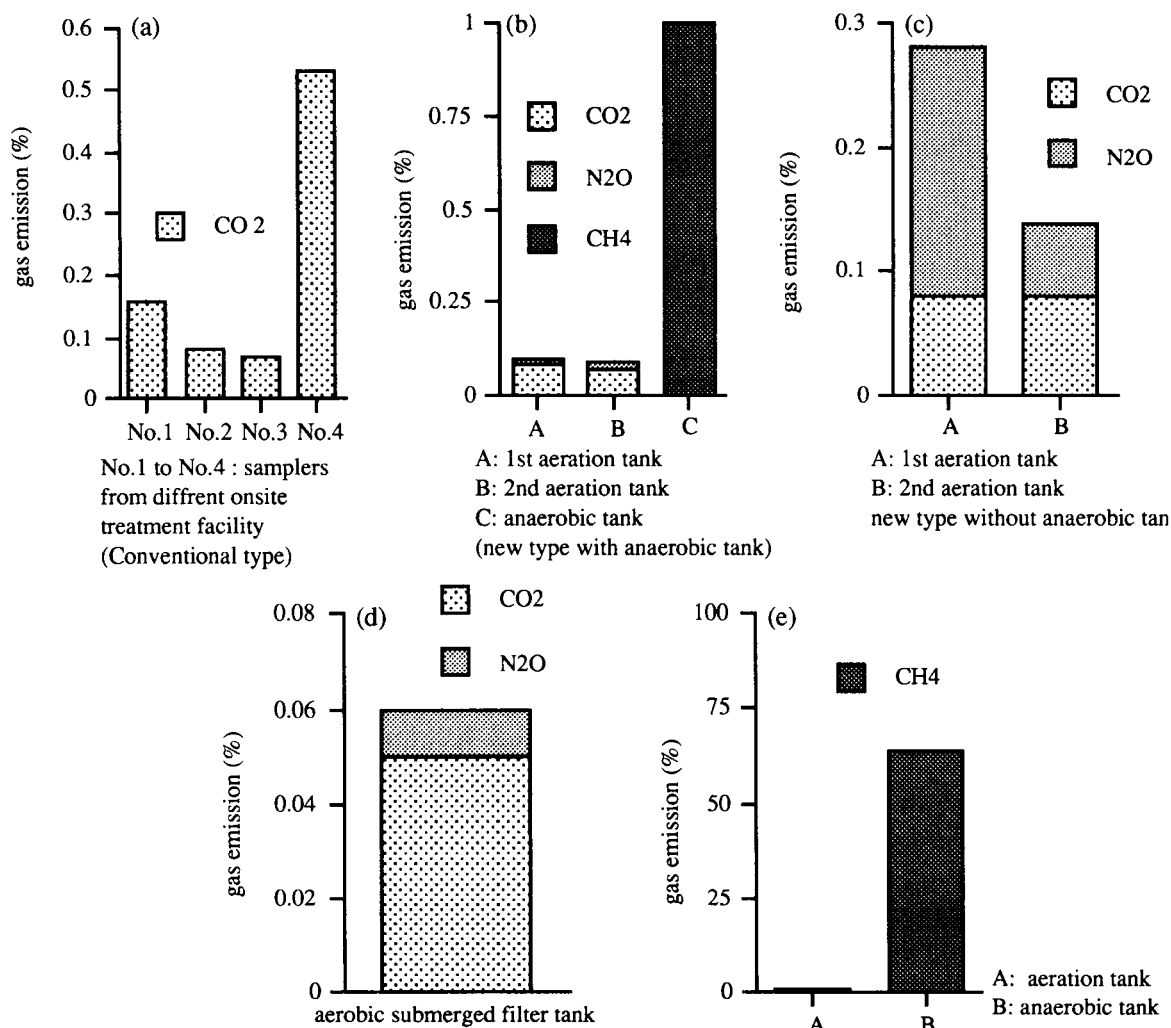 (a)
0.6
0.5
0.4
0.3
0.2
0.1
0
gas emission (%)
CO 2
No.1 No.2 No.3 No.4
No.1 to No.4 : samplers
from diffrent onsite
treatment facility
(Conventional type)
(b)
1
0.75
0.5
0.25
0
gas emission (%)
CO2
N2O
CH4
A B C
A: 1st aeration tank
B: 2nd aeration tank
C: anaerobic tank
(new type with anaerobic tank)
(c)
0.3
0.2
0.1
0
gas emission (%)
CO2
N2O
A B
A: 1st aeration tank
B: 2nd aeration tank
new type without anaerobic tan
(d)
0.08
0.06
0.04
0.02
0
gas emission (%)
CO2
N2O
aerobic submerged filter tank
(e)
100
75
50
25
0
gas emission (%)
CH4
A B
A: aeration tank
B: anaerobic tank